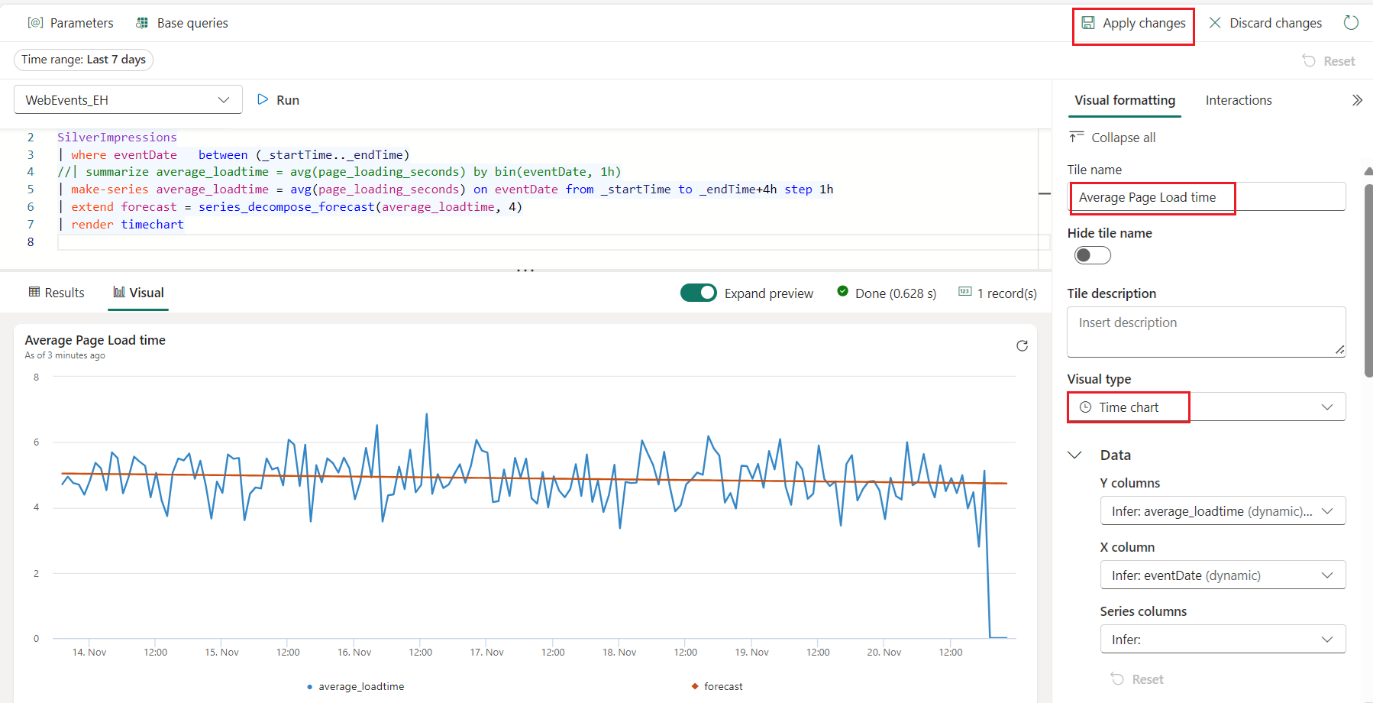 Parameters Base queries Apply changes Discard changes
Time range: Last 7 days Reset
WebEvents_EH Run
2 SilverImpressions
3 | where eventDate between (_startTime.._endTime)
4 //| summarize average_loadtime = avg(page_loading_seconds) by bin(eventDate, 1h)
5 | make-series average_loadtime = avg(page_loading_seconds) on eventDate from _startTime to _endTime+4h step 1h
6 | extend forecast = series_decompose_forecast(average_loadtime, 4)
7 | render timechart
8
Results Visual Expand preview Done (0.628 s) 1 record(s)
Average Page Load time
As of 3 minutes ago
8
6
4
2
0
14. Nov 12:00 15. Nov 12:00 16. Nov 12:00 17. Nov 12:00 18. Nov 12:00 19. Nov 12:00 20. Nov 12:00
average_loadtime forecast
Visual formatting Interactions
Collapse all
Tile name
Average Page Load time
Hide tile name
Tile description
Insert description
Visual type
Time chart
Data
Y columns
Infer: average_loadtime (dynamic)...
X column
Infer: eventDate (dynamic)
Series columns
Infer:
Reset